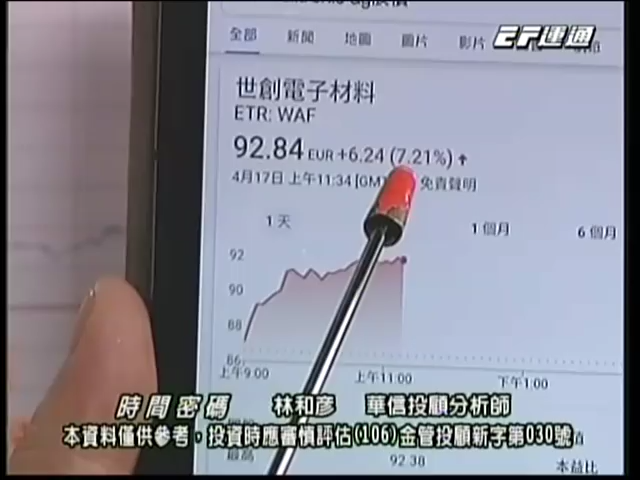 EF運通
全部 新聞 地圖 圖片 影片
世創電子材料
ETR: WAF
92.84 EUR +6.24 (7.21%) ↑
4月17日 上午11:34 [GM 免責聲明
1 天 1 個月 6 個月
92
90
88
86
上午9:00 上午11:00 下午1:00
時間密碼 林和彥 華信投顧分析師
本資料僅供參考，投資時應審慎評估(106)金管投顧新字第030號
最高 92.38 本益比